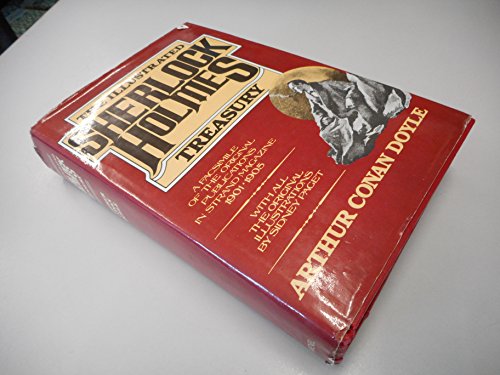 THE ILLUSTRATED
SHERLOCK
HOLMES
TREASURY
A FACSIMILE
OF THE ORIGINAL
PUBLICATIONS
IN STRAND MAGAZINE
1901-1905
WITH ALL
THE ORIGINAL
ILLUSTRATIONS
BY SIDNEY PAGET
ARTHUR CONAN DOYLE